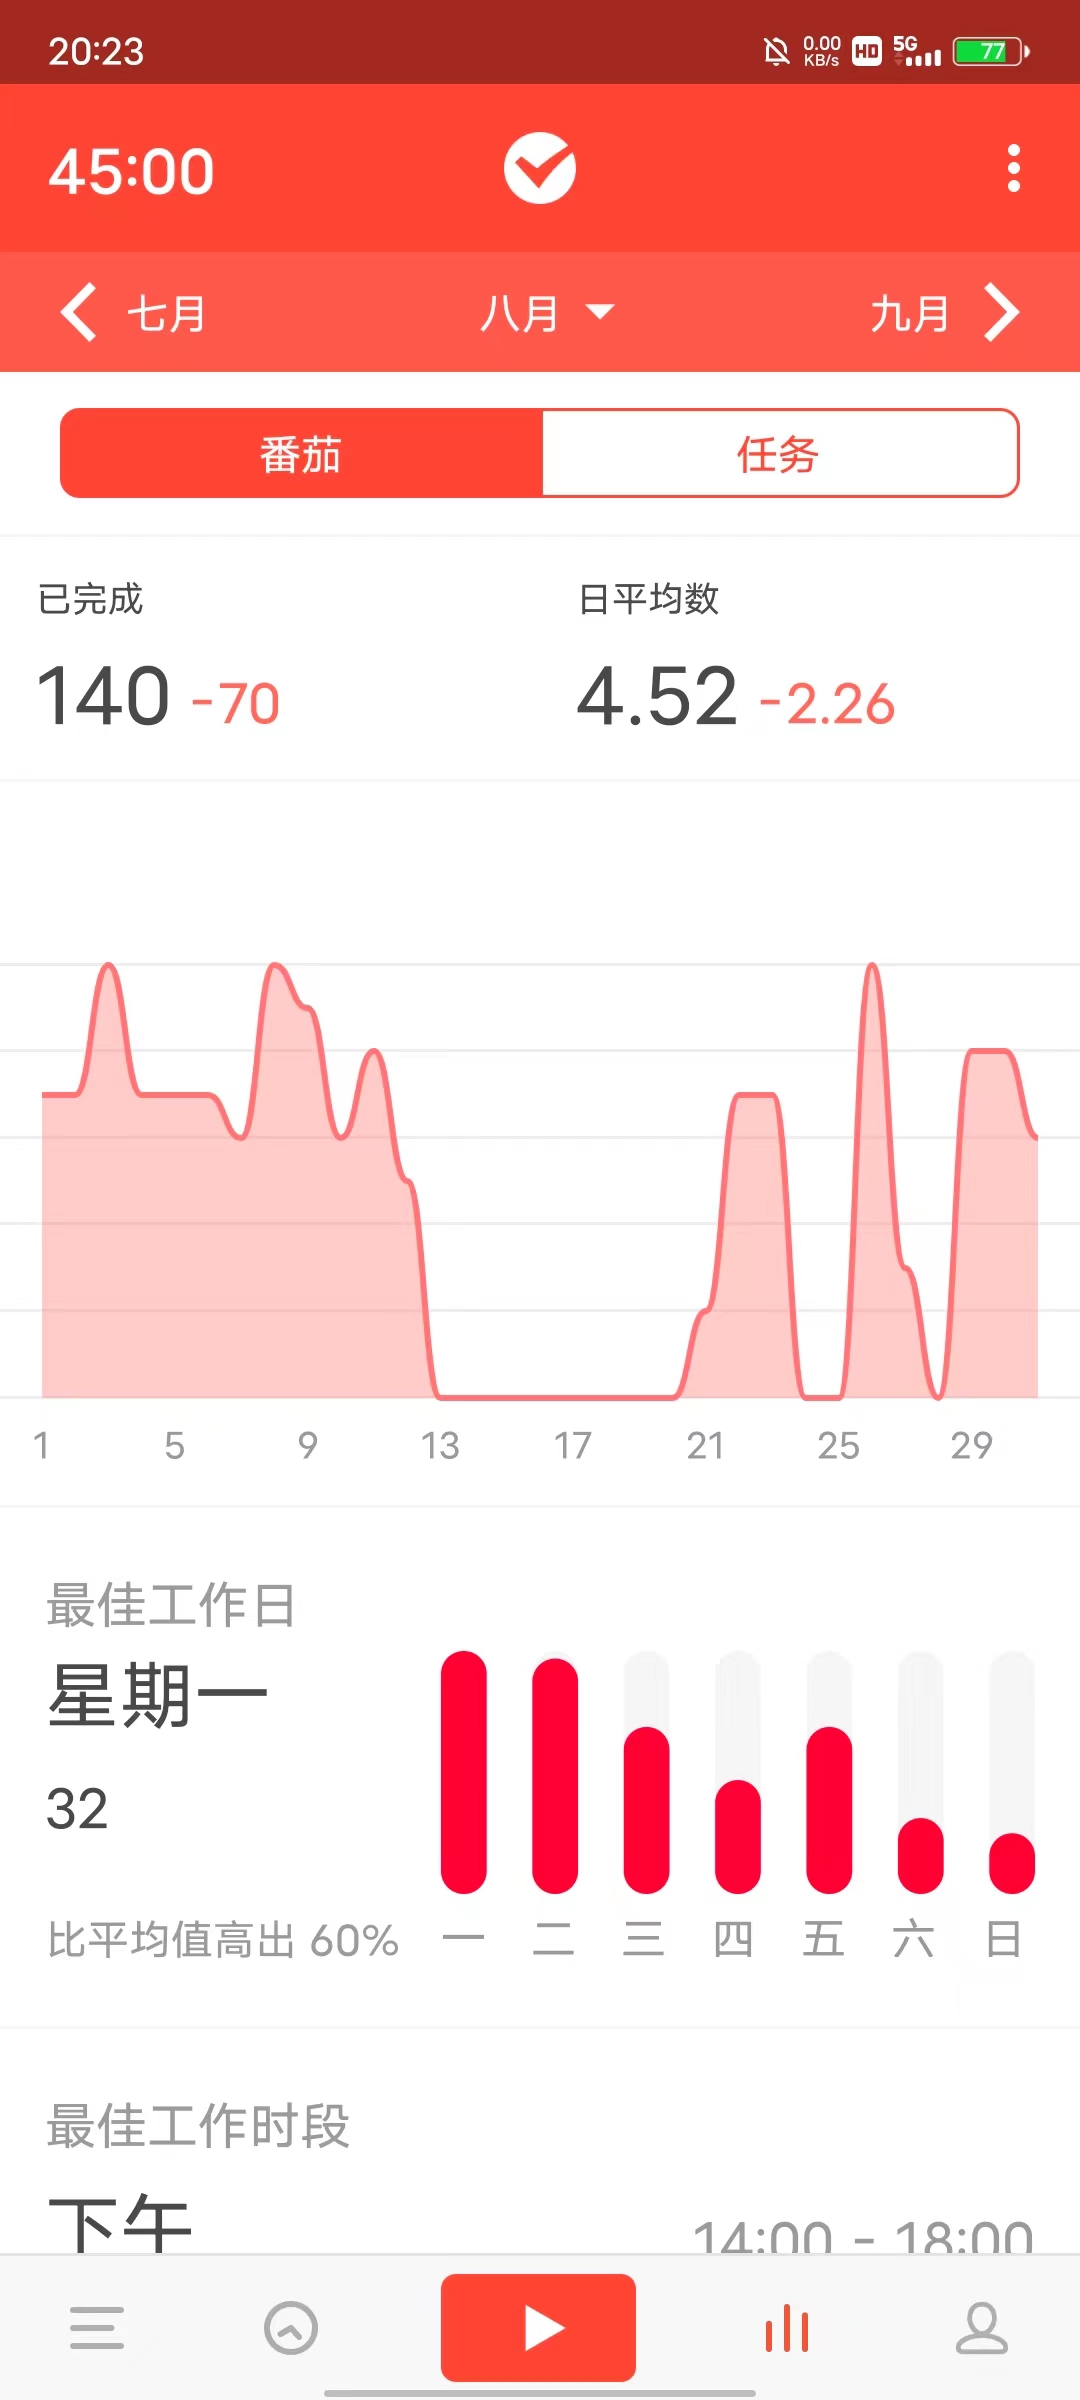 20:23
0.00 KB/s HD 5G 77
45:00
七月 八月 九月
番茄 任务
已完成 日平均数
140 -70 4.52 -2.26
1 5 9 13 17 21 25 29
最佳工作日
星期一
32
比平均值高出 60% 一 二 三 四 五 六 日
最佳工作时段
下午 14:00 - 18:00